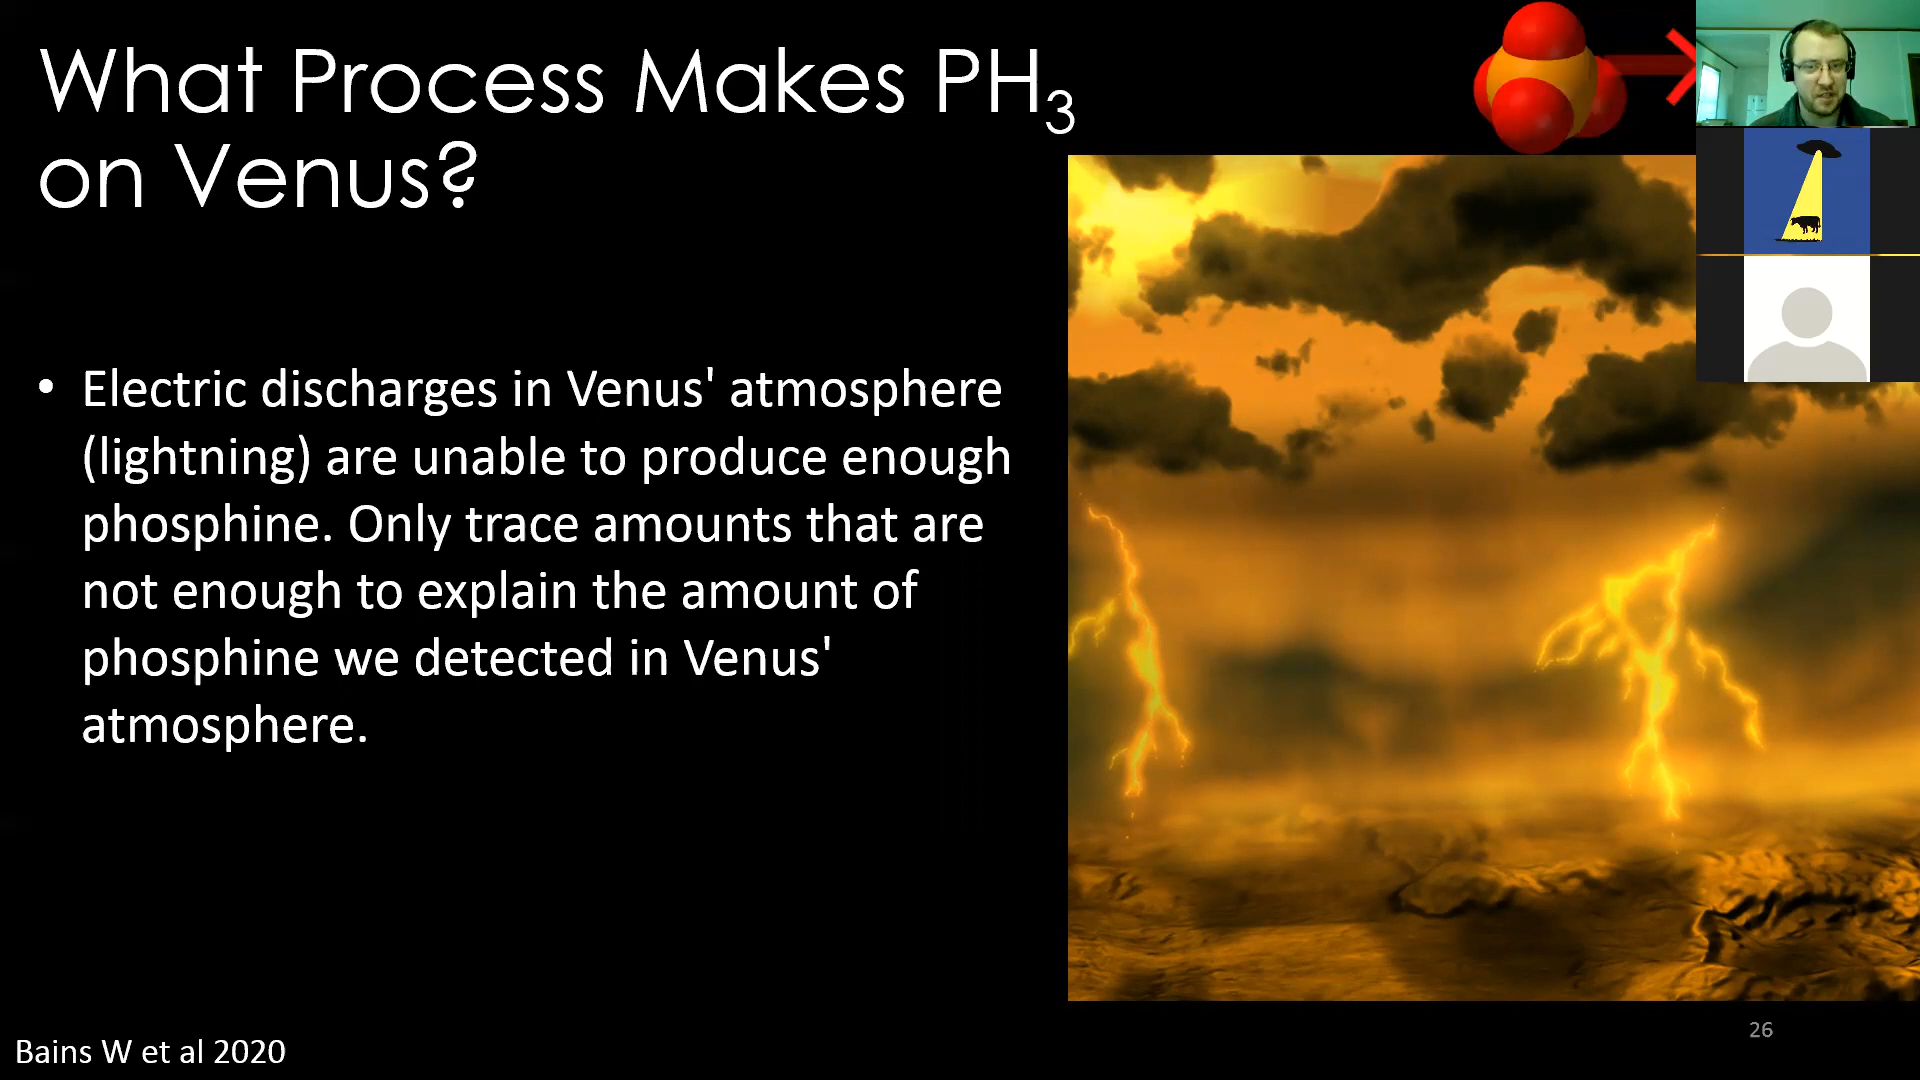 What Process Makes PH₃
on Venus?
• Electric discharges in Venus' atmosphere
(lightning) are unable to produce enough
phosphine. Only trace amounts that are
not enough to explain the amount of
phosphine we detected in Venus'
atmosphere.
26
Bains W et al 2020